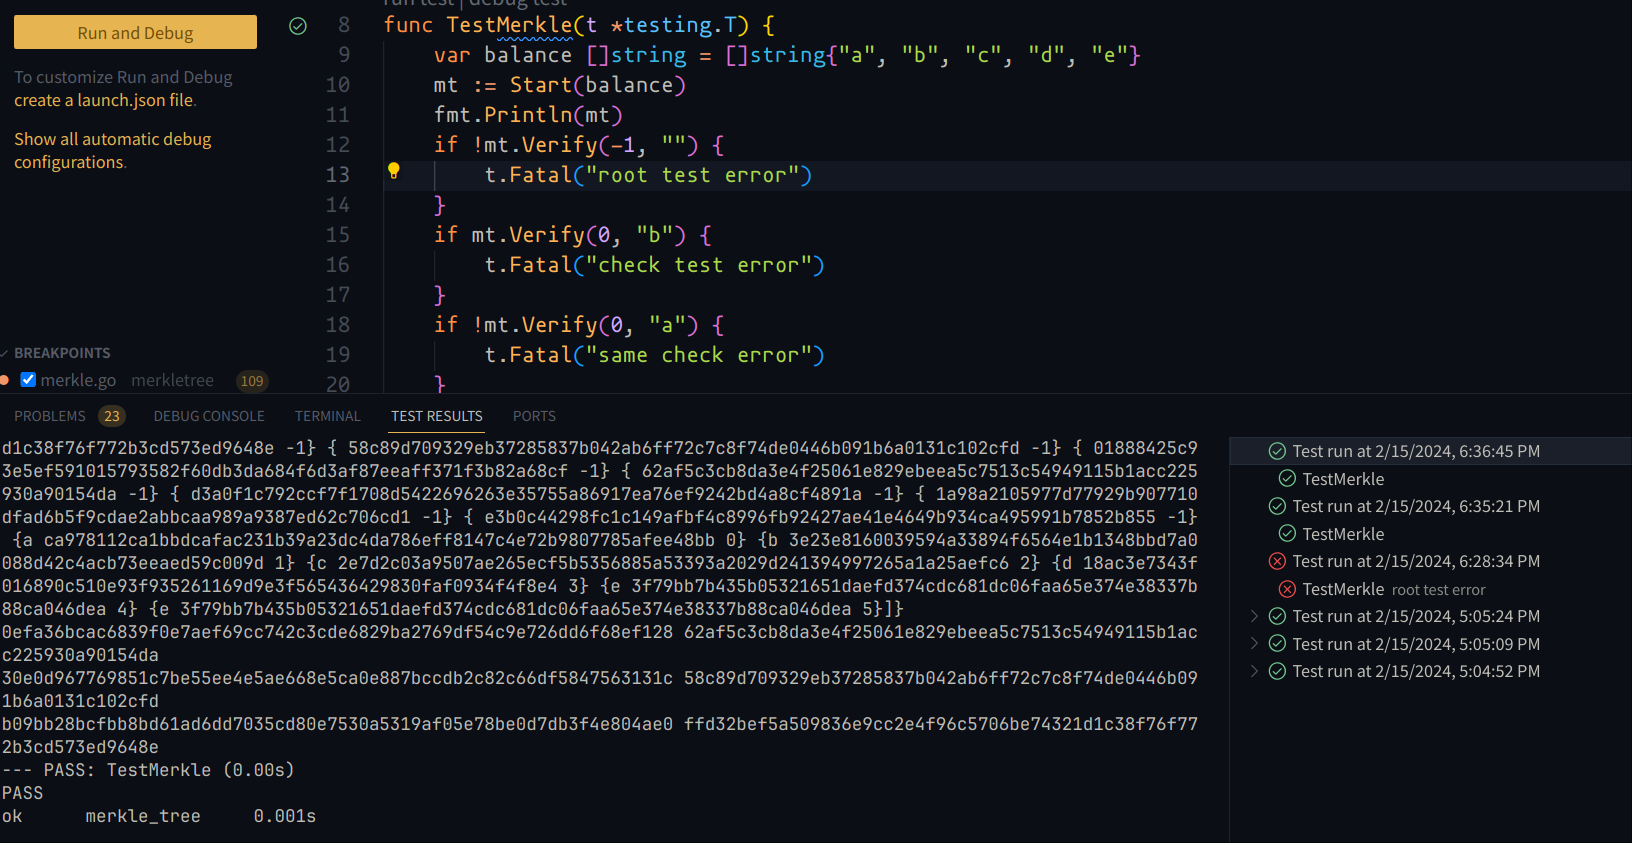 Run and Debug
To customize Run and Debug
create a launch.json file.
Show all automatic debug
configurations.
BREAKPOINTS
merkle.go merkletree 109
run test | debug test
8 func TestMerkle(t *testing.T) {
9 var balance []string = []string{"a", "b", "c", "d", "e"}
10 mt := Start(balance)
11 fmt.Println(mt)
12 if !mt.Verify(-1, "") {
13 t.Fatal("root test error")
14 }
15 if mt.Verify(0, "b") {
16 t.Fatal("check test error")
17 }
18 if !mt.Verify(0, "a") {
19 t.Fatal("same check error")
20 }
PROBLEMS 23 DEBUG CONSOLE TERMINAL TEST RESULTS PORTS
d1c38f76f772b3cd573ed9648e -1} { 58c89d709329eb37285837b042ab6ff72c7c8f74de0446b091b6a0131c102cfd -1} { 01888425c9
3e5ef591015793582f60db3da684f6d3af87eeaff371f3b82a68cf -1} { 62af5c3cb8da3e4f25061e829ebeea5c7513c54949115b1acc225
930a90154da -1} { d3a0f1c792ccf7f1708d5422696263e35755a86917ea76ef9242bd4a8cf4891a -1} { 1a98a2105977d77929b907710
dfad6b5f9cdae2abbcaa989a9387ed62c706cd1 -1} { e3b0c44298fc1c149afbf4c8996fb92427ae41e4649b934ca495991b7852b855 -1}
{a ca978112ca1bbdcafac231b39a23dc4da786eff8147c4e72b9807785afee48bb 0} {b 3e23e8160039594a33894f6564e1b1348bbd7a0
088d42c4acb73eeaed59c009d 1} {c 2e7d2c03a9507ae265ecf5b5356885a53393a2029d241394997265a1a25aefc6 2} {d 18ac3e7343f
016890c510e93f935261169d9e3f565436429830faf0934f4f8e4 3} {e 3f79bb7b435b05321651daefd374cdc681dc06faa65e374e38337b
88ca046dea 4} {e 3f79bb7b435b05321651daefd374cdc681dc06faa65e374e38337b88ca046dea 5}]}
0efa36bcac6839f0e7aef69cc742c3cde6829ba2769df54c9e726dd6f68ef128 62af5c3cb8da3e4f25061e829ebeea5c7513c54949115b1ac
c225930a90154da
30e0d967769851c7be55ee4e5ae668e5ca0e887bccdb2c82c66df5847563131c 58c89d709329eb37285837b042ab6ff72c7c8f74de0446b09
1b6a0131c102cfd
b09bb28bcfbb8bd61ad6dd7035cd80e7530a5319af05e78be0d7db3f4e804ae0 ffd32bef5a509836e9cc2e4f96c5706be74321d1c38f76f77
2b3cd573ed9648e
--- PASS: TestMerkle (0.00s)
PASS
ok merkle_tree 0.001s
Test run at 2/15/2024, 6:36:45 PM
TestMerkle
Test run at 2/15/2024, 6:35:21 PM
TestMerkle
Test run at 2/15/2024, 6:28:34 PM
TestMerkle root test error
Test run at 2/15/2024, 5:05:24 PM
Test run at 2/15/2024, 5:05:09 PM
Test run at 2/15/2024, 5:04:52 PM